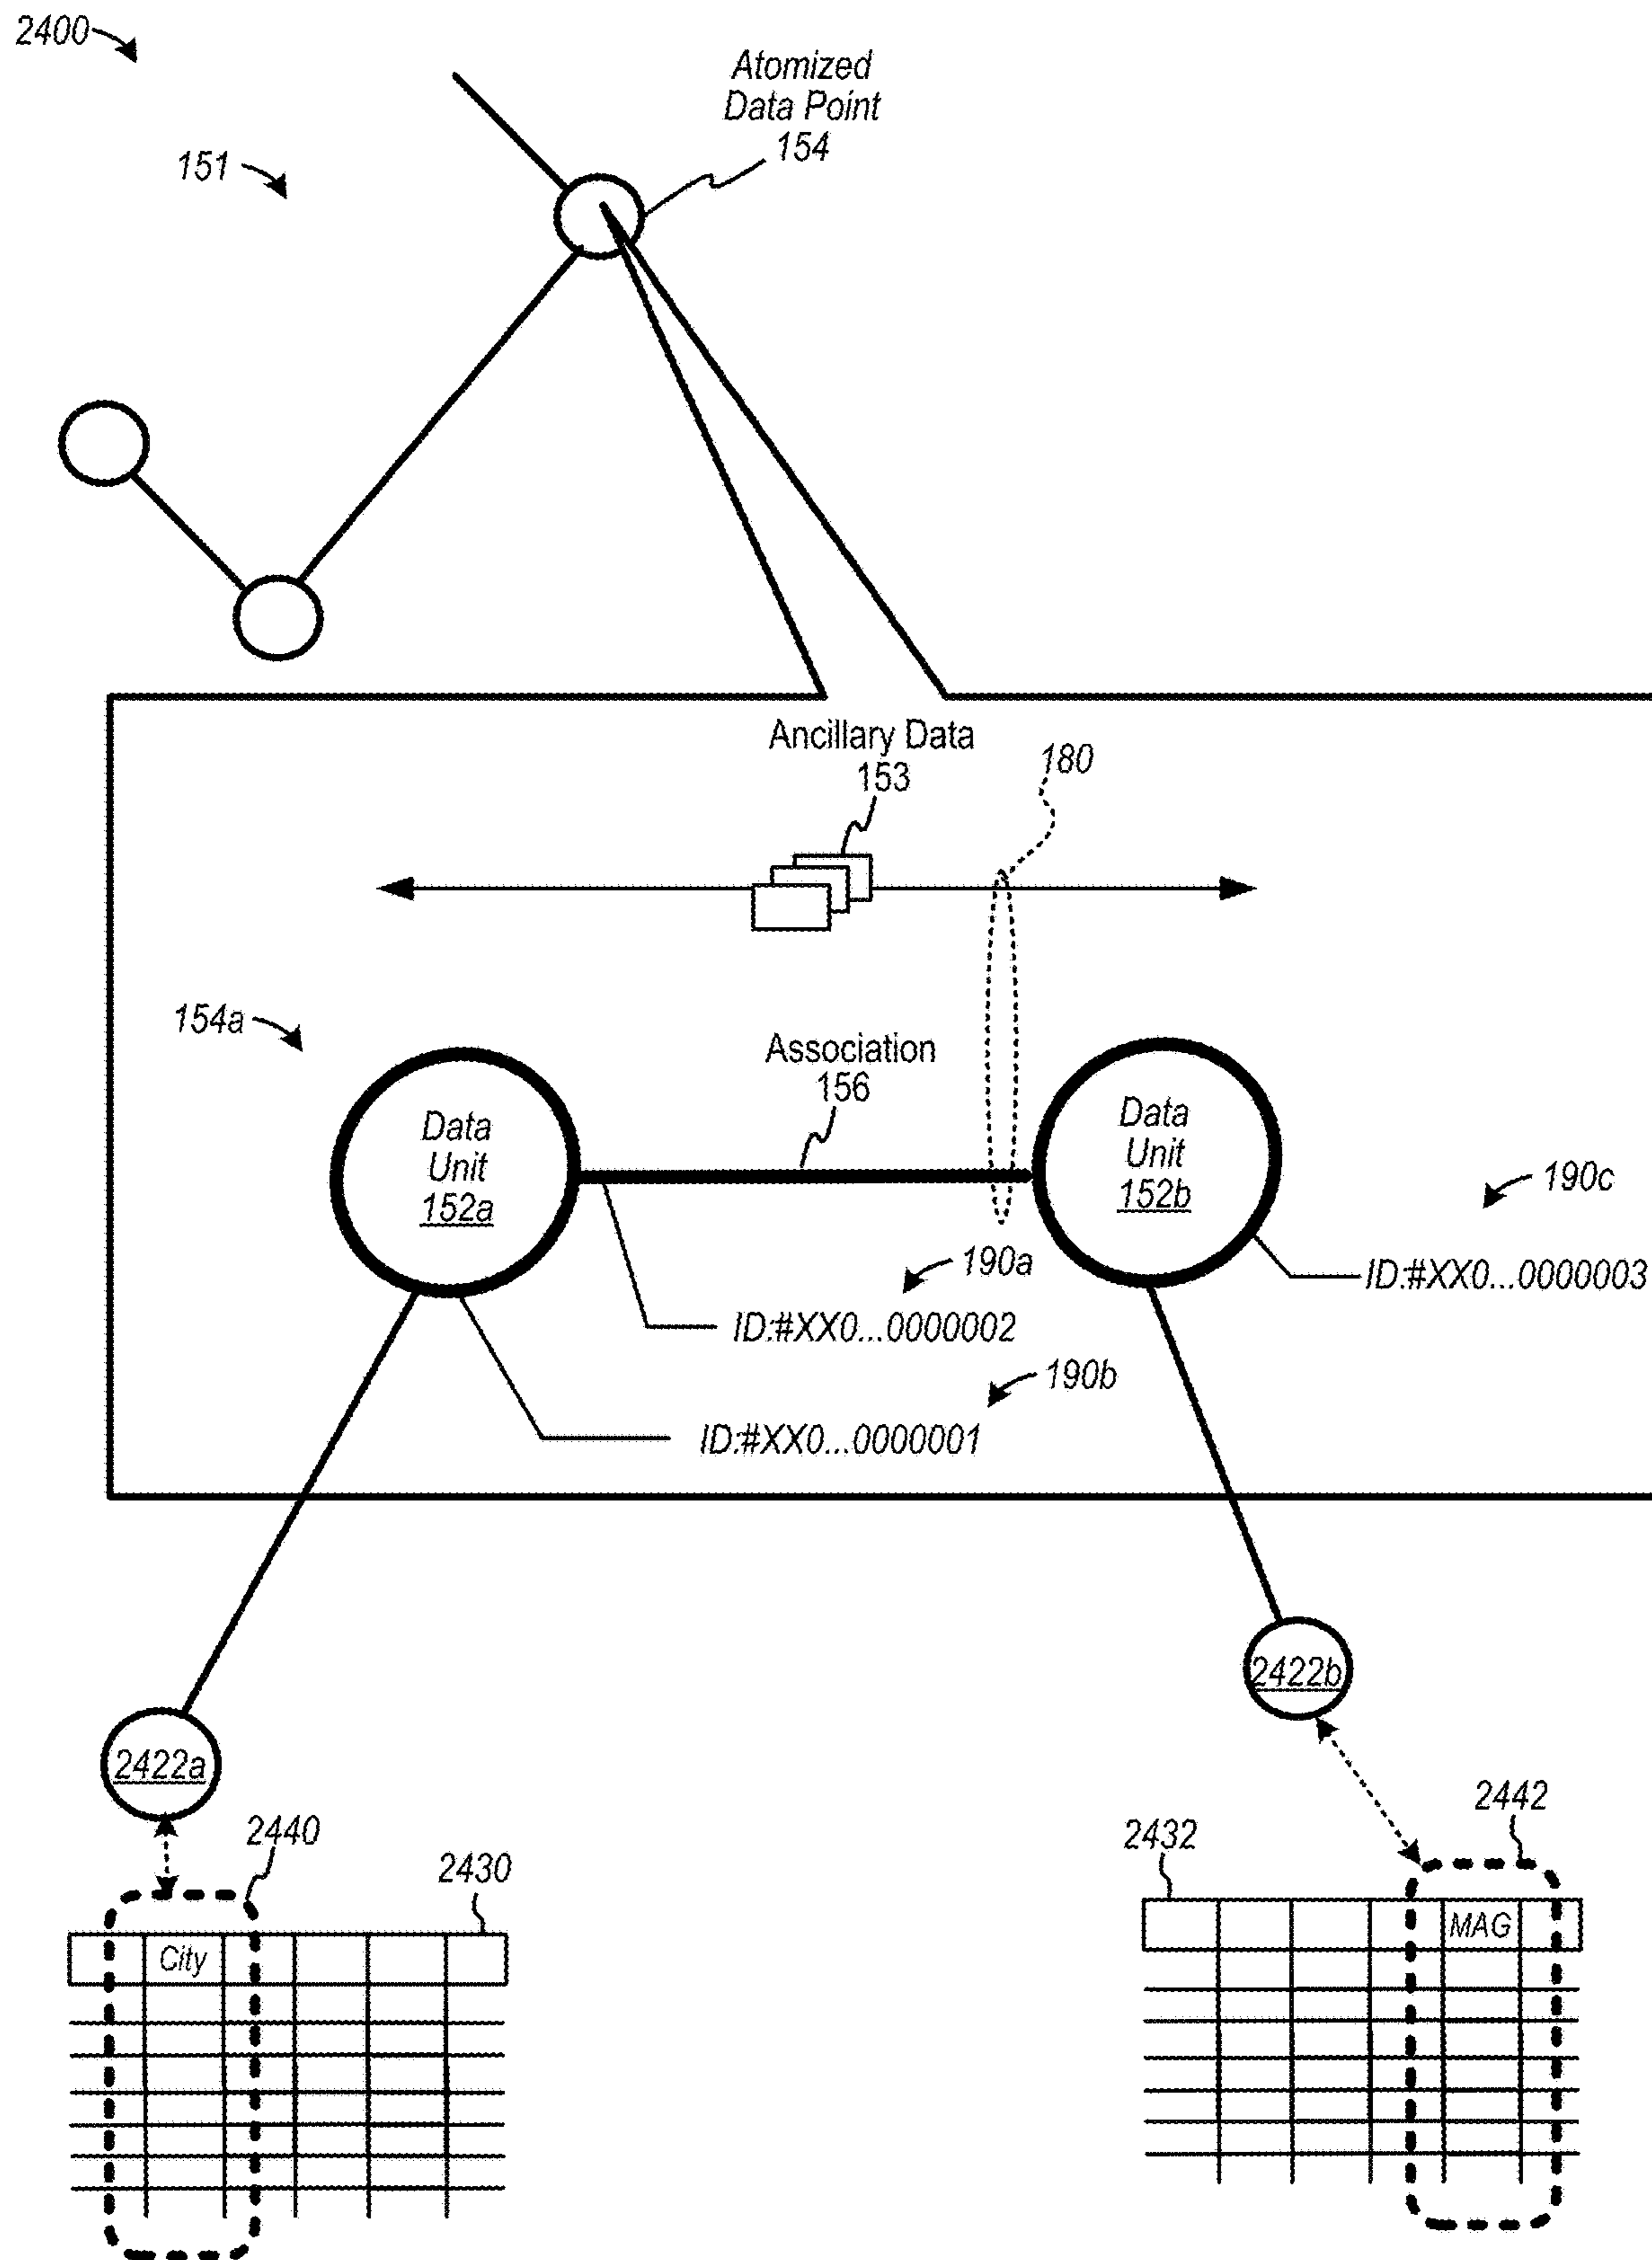 2400
Atomized
Data Point
154
151
Ancillary Data
153
180
154a
Association
156
Data
Unit
152a
Data
Unit
152b
190c
190a
ID:#XX0...0000003
ID:#XX0...0000002
190b
ID:#XX0...0000001
2422b
2422a
2442
2440
2432
2430
MAG
City